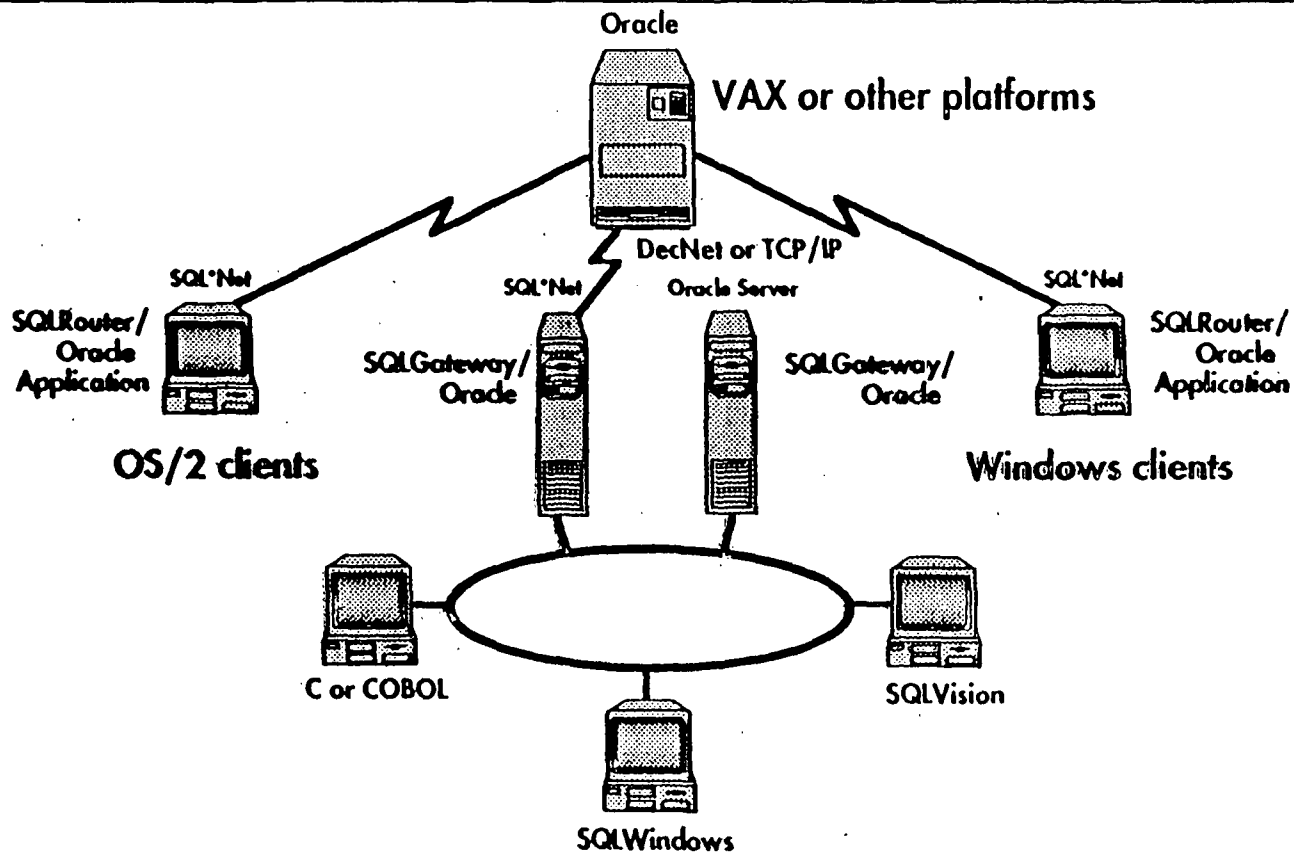 Oracle
VAX or other platforms
DecNet or TCP/IP
SQL*Net
SQLRouter/
Oracle
Application
OS/2 clients
SQL*Net
SQLGateway/
Oracle
Oracle Server
SQLGateway/
Oracle
SQL*Net
SQLRouter/
Oracle
Application
Windows clients
C or COBOL
SQLVision
SQLWindows